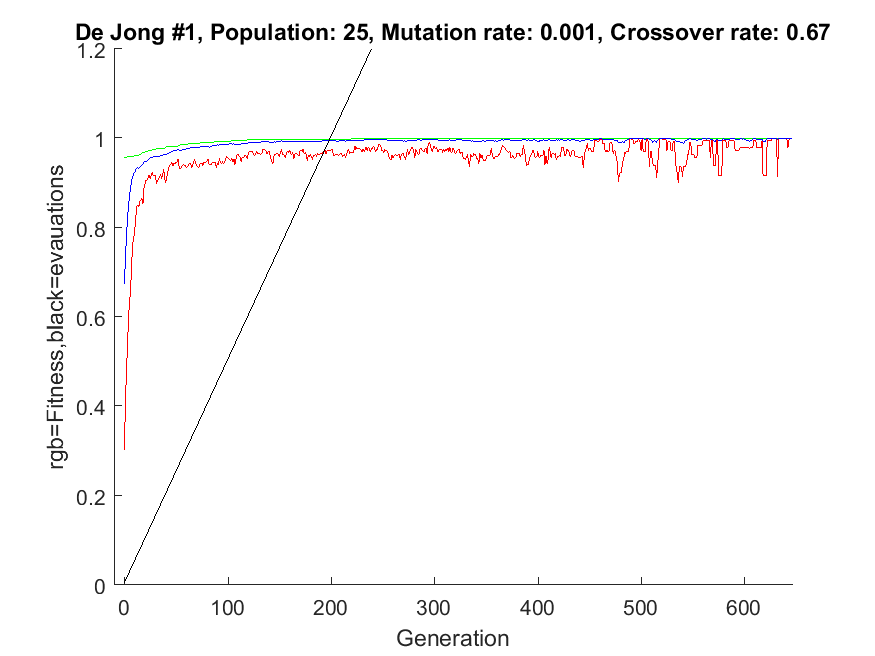 De Jong #1, Population: 25, Mutation rate: 0.001, Crossover rate: 0.67
1.2
1
0.8
0.6
0.4
0.2
0
rgb=Fitness,black=evauations
0 100 200 300 400 500 600
Generation